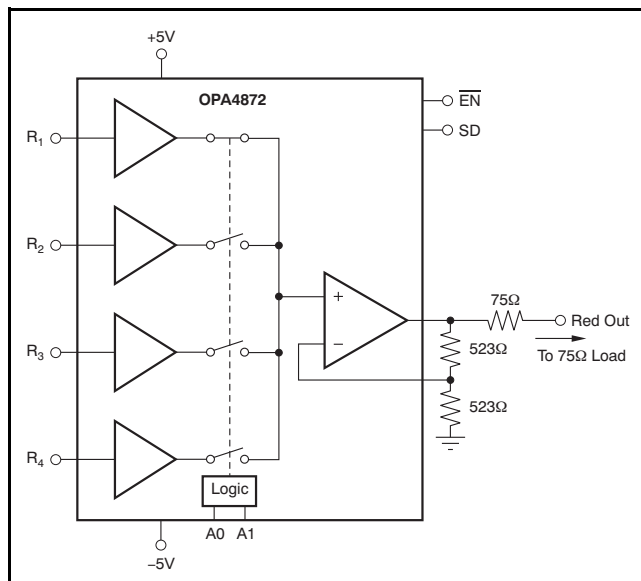 +5V
OPA4872
E̅N̅
SD
R1
R2
R3
R4
+
−
75Ω
Red Out
To 75Ω Load
523Ω
523Ω
Logic
A0 A1
−5V